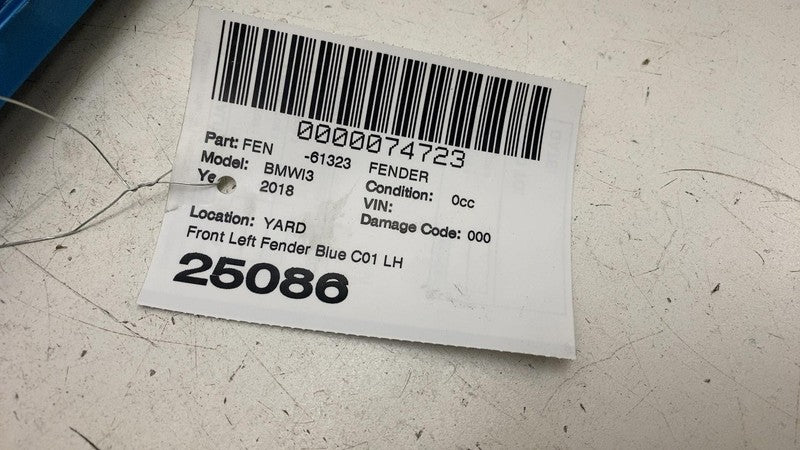 0000074723
Part: FEN -61323 FENDER
Model: BMWI3 Condition: 0cc
Ye 2018 VIN:
Location: YARD Damage Code: 000
Front Left Fender Blue C01 LH
25086